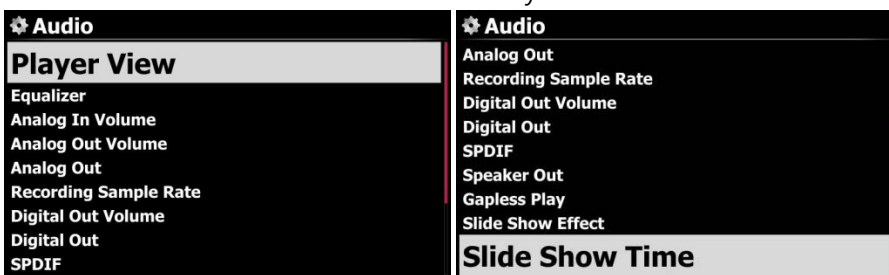 Audio
Player View
Equalizer
Analog In Volume
Analog Out Volume
Analog Out
Recording Sample Rate
Digital Out Volume
Digital Out
SPDIF
Audio
Analog Out
Recording Sample Rate
Digital Out Volume
Digital Out
SPDIF
Speaker Out
Gapless Play
Slide Show Effect
Slide Show Time